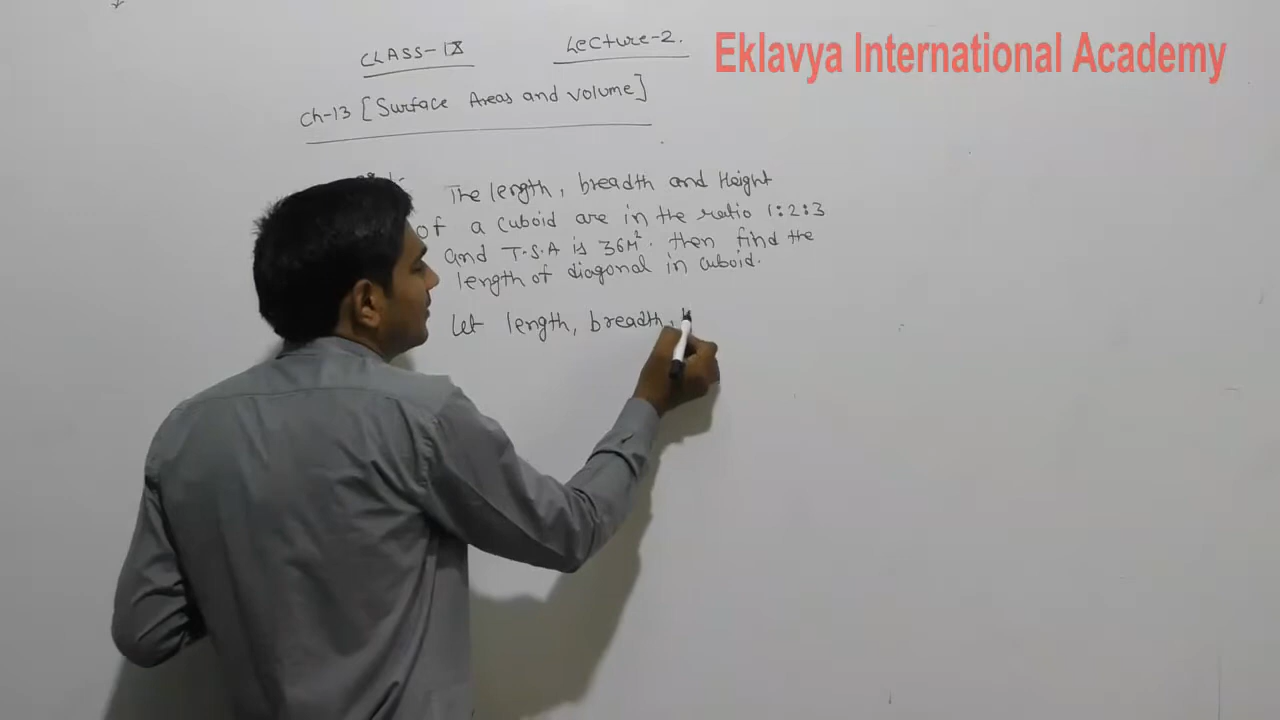 Eklavya International Academy
CLASS-IX Lecture-2.
Ch-13 [Surface Areas and volume]
The length, breadth and Height
of a cuboid are in the ratio 1:2:3
and T.S.A is 36M². then find the
length of diagonal in cuboid.
Let length, breadth,